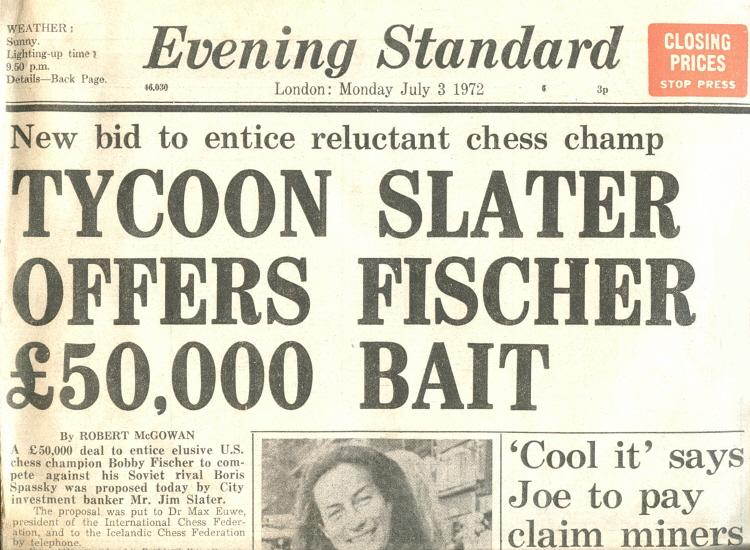 WEATHER:
Sunny.
Lighting-up time:
9.50 p.m.
Details—Back Page.
Evening Standard
CLOSING
PRICES
STOP PRESS
46,030
London: Monday July 3 1972
6
3p
New bid to entice reluctant chess champ
TYCOON SLATER
OFFERS FISCHER
£50,000 BAIT
By ROBERT McGOWAN
A £50,000 deal to entice elusive U.S.
chess champion Bobby Fischer to com-
pete against his Soviet rival Boris
Spassky was proposed today by City
investment banker Mr. Jim Slater.
The proposal was put to Dr Max Euwe,
president of the International Chess Feder-
ation, and to the Icelandic Chess Federation
by telephone.
‘Cool it’ says
Joe to pay
claim miners